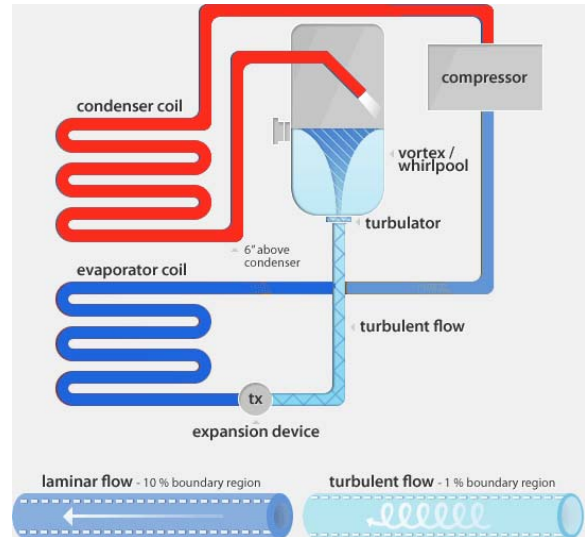 compressor
condenser coil
vortex /
whirlpool
turbulator
6" above
condenser
evaporator coil
turbulent flow
tx
expansion device
laminar flow - 10 % boundary region
turbulent flow - 1 % boundary region